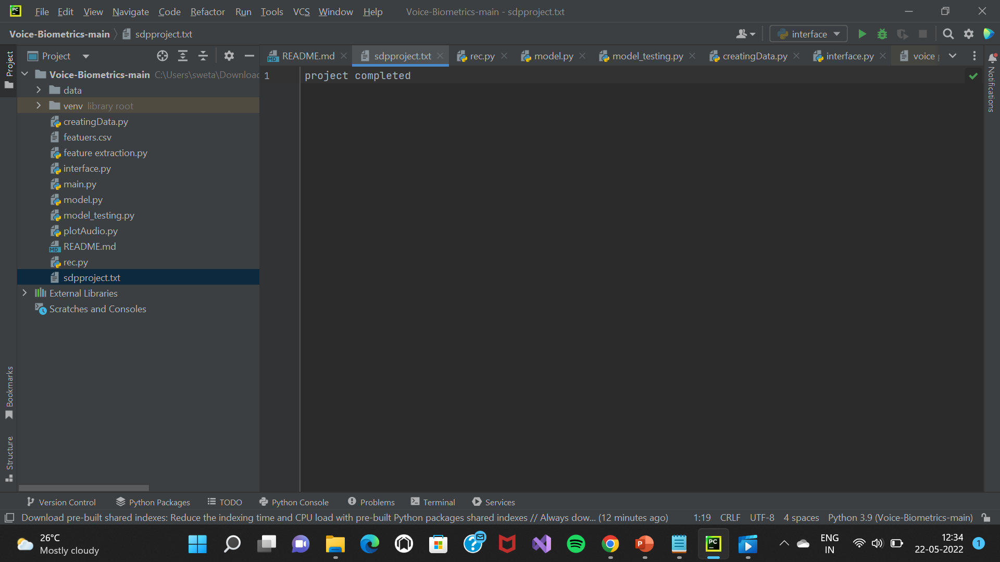 File Edit View Navigate Code Refactor Run Tools VCS Window Help Voice-Biometrics-main - sdpproject.txt
Voice-Biometrics-main sdpproject.txt interface
Project README.md sdpproject.txt rec.py model.py model_testing.py creatingData.py interface.py voice
Voice-Biometrics-main C:\Users\sweta\Downloac
data
venv library root
creatingData.py
featuers.csv
feature extraction.py
interface.py
main.py
model.py
model_testing.py
plotAudio.py
README.md
rec.py
sdpproject.txt
External Libraries
Scratches and Consoles
1 project completed
Project
Bookmarks
Structure
Notifications
Version Control Python Packages TODO Python Console Problems Terminal Services
Download pre-built shared indexes: Reduce the indexing time and CPU load with pre-built Python packages shared indexes // Always dow... (12 minutes ago) 1:19 CRLF UTF-8 4 spaces Python 3.9 (Voice-Biometrics-main)
26°C
Mostly cloudy
ENG
IN
12:34
22-05-2022
1